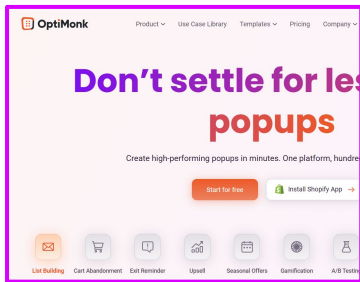 OptiMonk
Product Use Case Library Templates Pricing Company
Don't settle for les
popups
Create high-performing popups in minutes. One platform, hundre
Start for free Install Shopify App →
List Building Cart Abandonment Exit Reminder Upsell Seasonal Offers Gamification A/B Testing